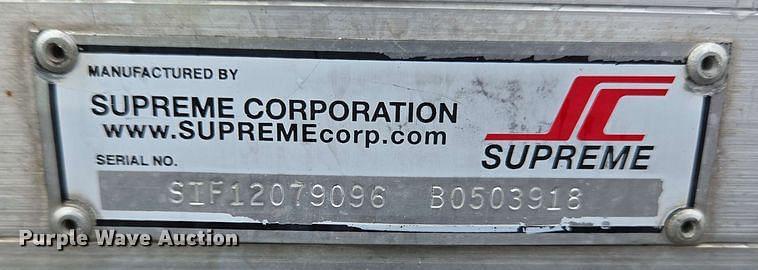 MANUFACTURED BY
SUPREME CORPORATION
www.SUPREMEcorp.com
SC
SUPREME
SERIAL NO.
SIF12079096 B0503918
Purple Wave Auction